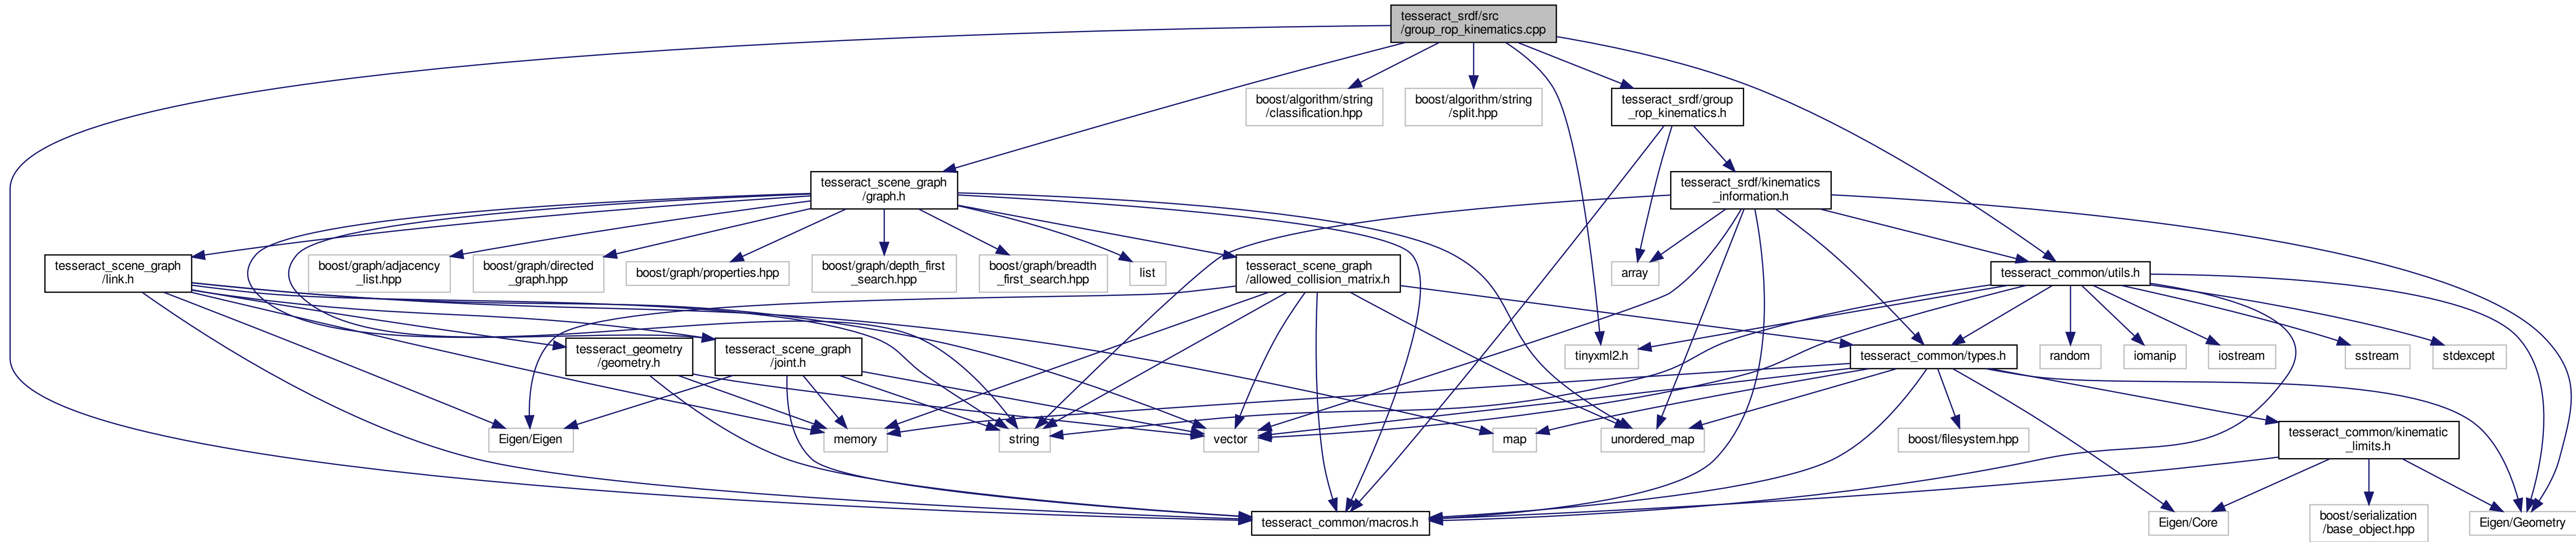 tesseract_srdf/src
/group_rop_kinematics.cpp
boost/algorithm/string
/classification.hpp
boost/algorithm/string
/split.hpp
tesseract_srdf/group
_rop_kinematics.h
tesseract_scene_graph
/graph.h
tesseract_srdf/kinematics
_information.h
tesseract_scene_graph
/link.h
boost/graph/adjacency
_list.hpp
boost/graph/directed
_graph.hpp
boost/graph/properties.hpp
boost/graph/depth_first
_search.hpp
boost/graph/breadth
_first_search.hpp
list
tesseract_scene_graph
/allowed_collision_matrix.h
array
tesseract_common/utils.h
tesseract_geometry
/geometry.h
tesseract_scene_graph
/joint.h
tinyxml2.h
tesseract_common/types.h
random
iomanip
iostream
sstream
stdexcept
Eigen/Eigen
memory
string
vector
map
unordered_map
boost/filesystem.hpp
tesseract_common/kinematic
_limits.h
tesseract_common/macros.h
Eigen/Core
boost/serialization
/base_object.hpp
Eigen/Geometry